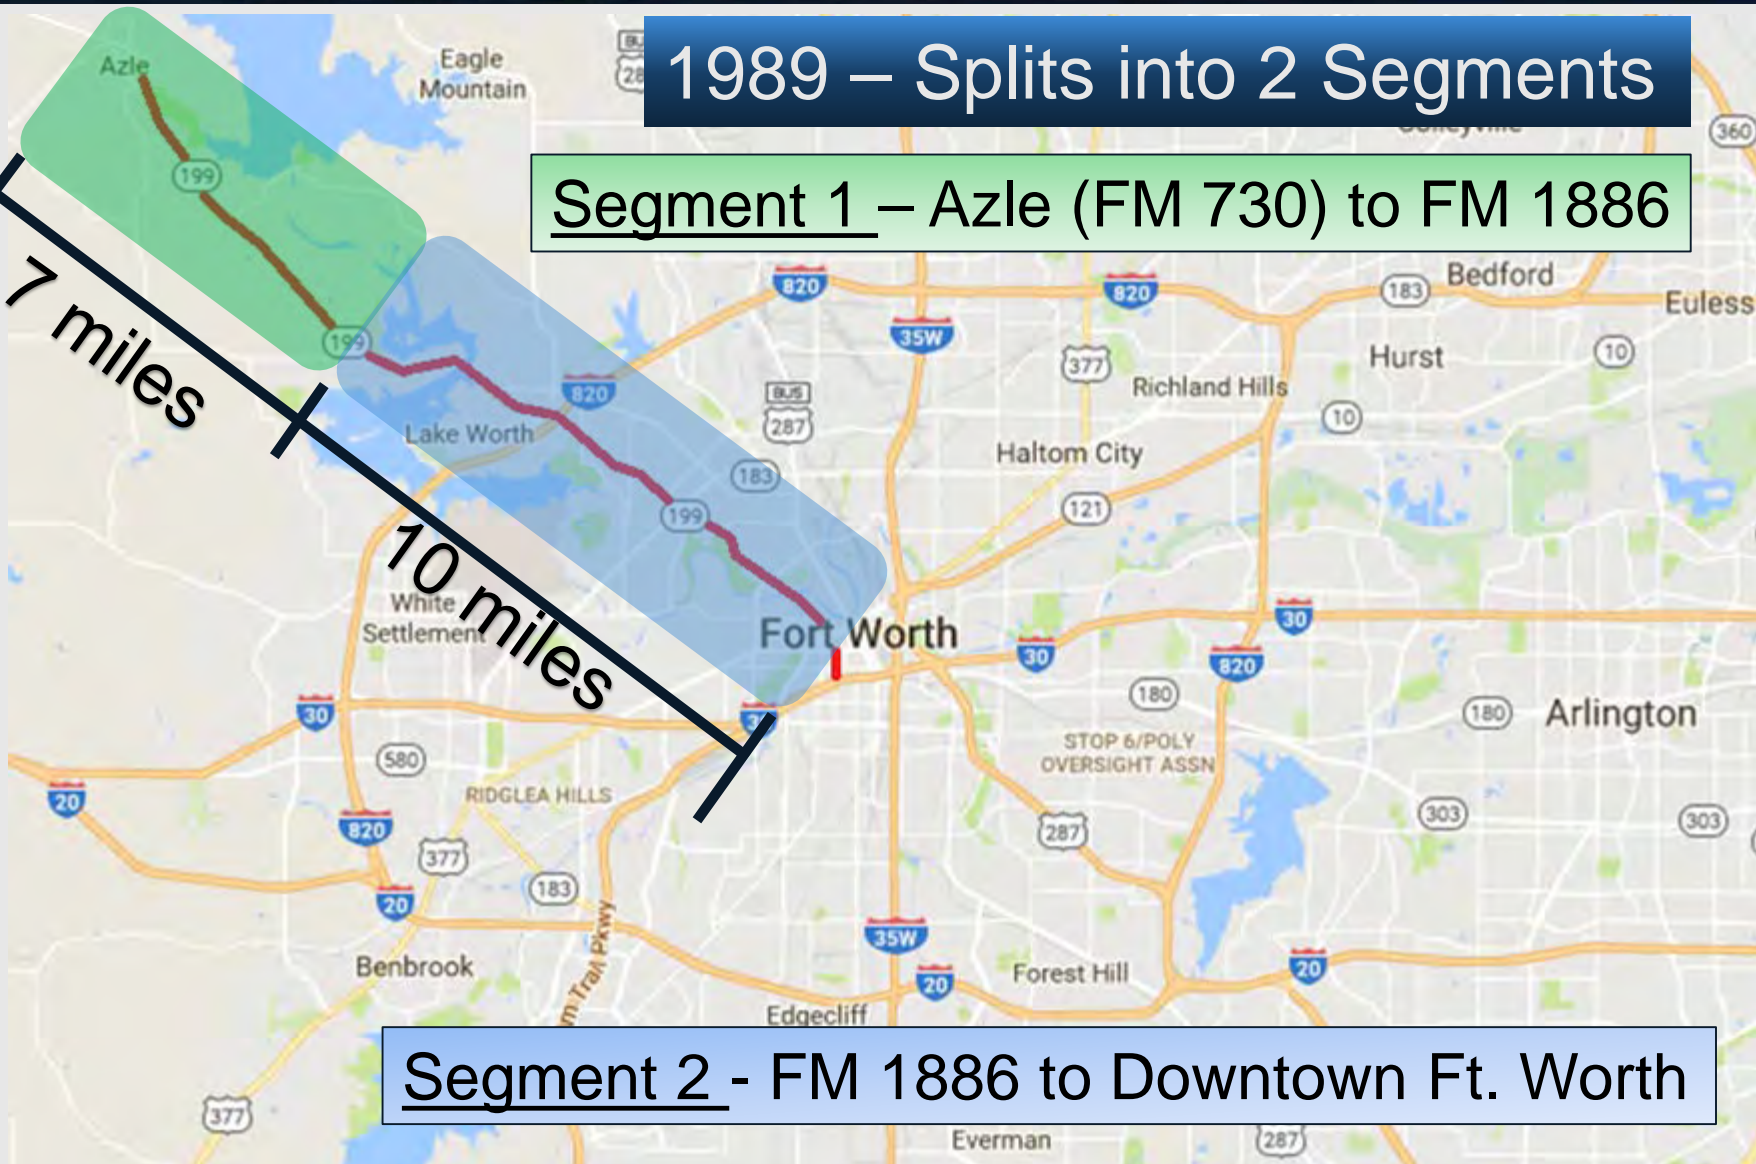 1989 – Splits into 2 Segments
Segment 1 – Azle (FM 730) to FM 1886
Azle
Eagle
Mountain
360
199
820
820
183
Bedford
Euless
35W
7 miles
199
377
Hurst
10
Richland Hills
820
BUS
287
10
Lake Worth
Haltom City
183
199
121
10 miles
White
Settlement
Fort Worth
30
30
820
180
30
180
Arlington
STOP 6/POLY
OVERSIGHT ASSN
580
20
RIDGLEA HILLS
820
287
303
303
377
183
20
35W
Benbrook
20
Forest Hill
20
Edgecliff
Segment 2 - FM 1886 to Downtown Ft. Worth
377
Everman
287